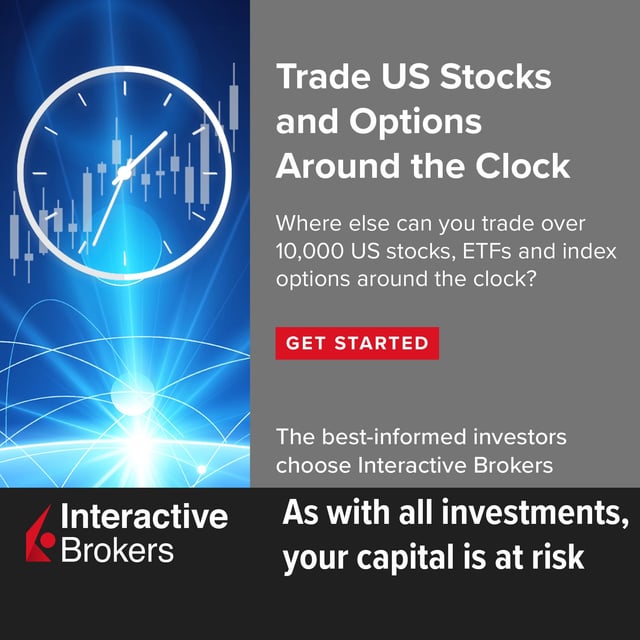 Trade US Stocks
and Options
Around the Clock
Where else can you trade over
10,000 US stocks, ETFs and index
options around the clock?
GET STARTED
The best-informed investors
choose Interactive Brokers
Interactive
Brokers
As with all investments,
your capital is at risk